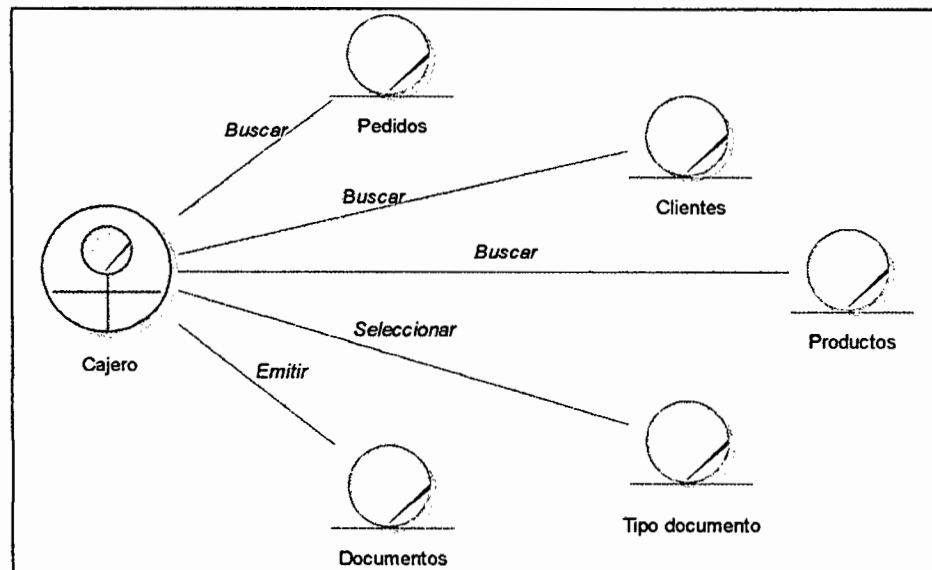 Pedidos
Buscar
Clientes
Buscar
Buscar
Productos
Seleccionar
Cajero
Emitir
Tipo documento
Documentos